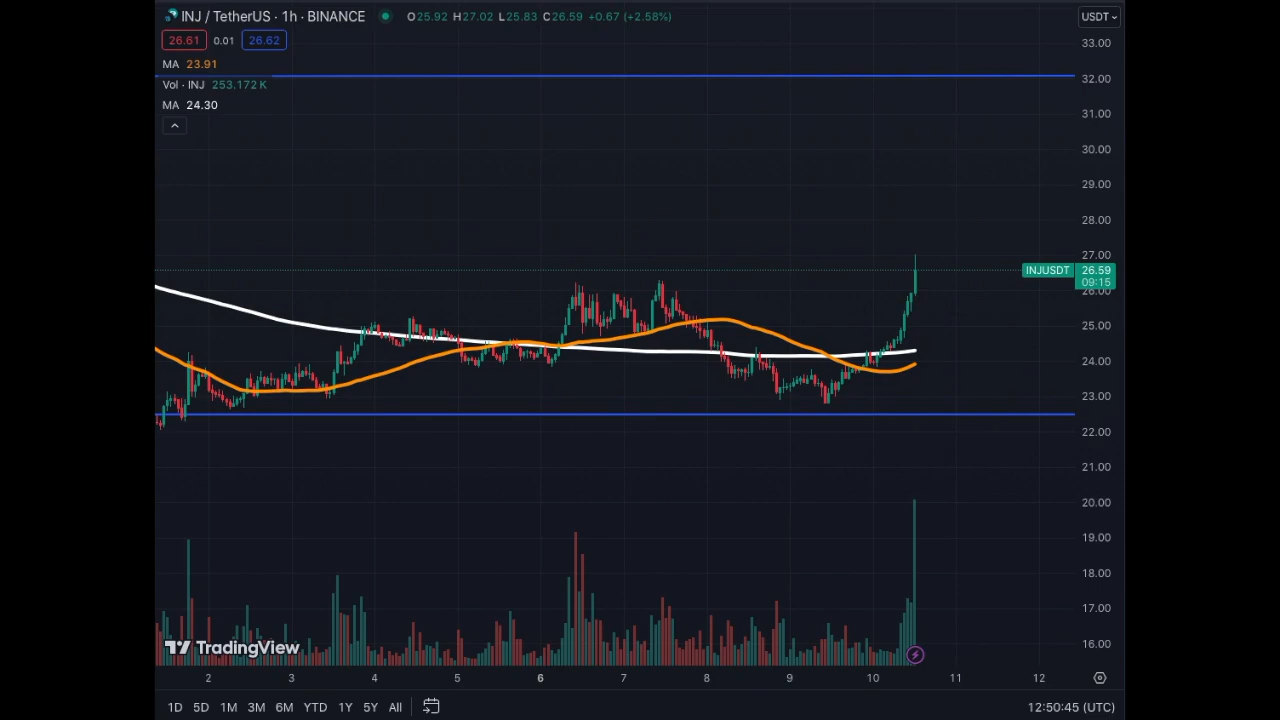 INJ / TetherUS · 1h · BINANCE O25.92 H27.02 L25.83 C26.59 +0.67 (+2.58%)
USDT
26.61 0.01 26.62
MA 23.91
Vol · INJ 253.172 K
MA 24.30
33.00
32.00
31.00
30.00
29.00
28.00
27.00
INJUSDT 26.59
09:15
26.00
25.00
24.00
23.00
22.00
21.00
20.00
19.00
18.00
17.00
16.00
TradingView
2 3 4 5 6 7 8 9 10 11 12
1D 5D 1M 3M 6M YTD 1Y 5Y All 12:50:45 (UTC)